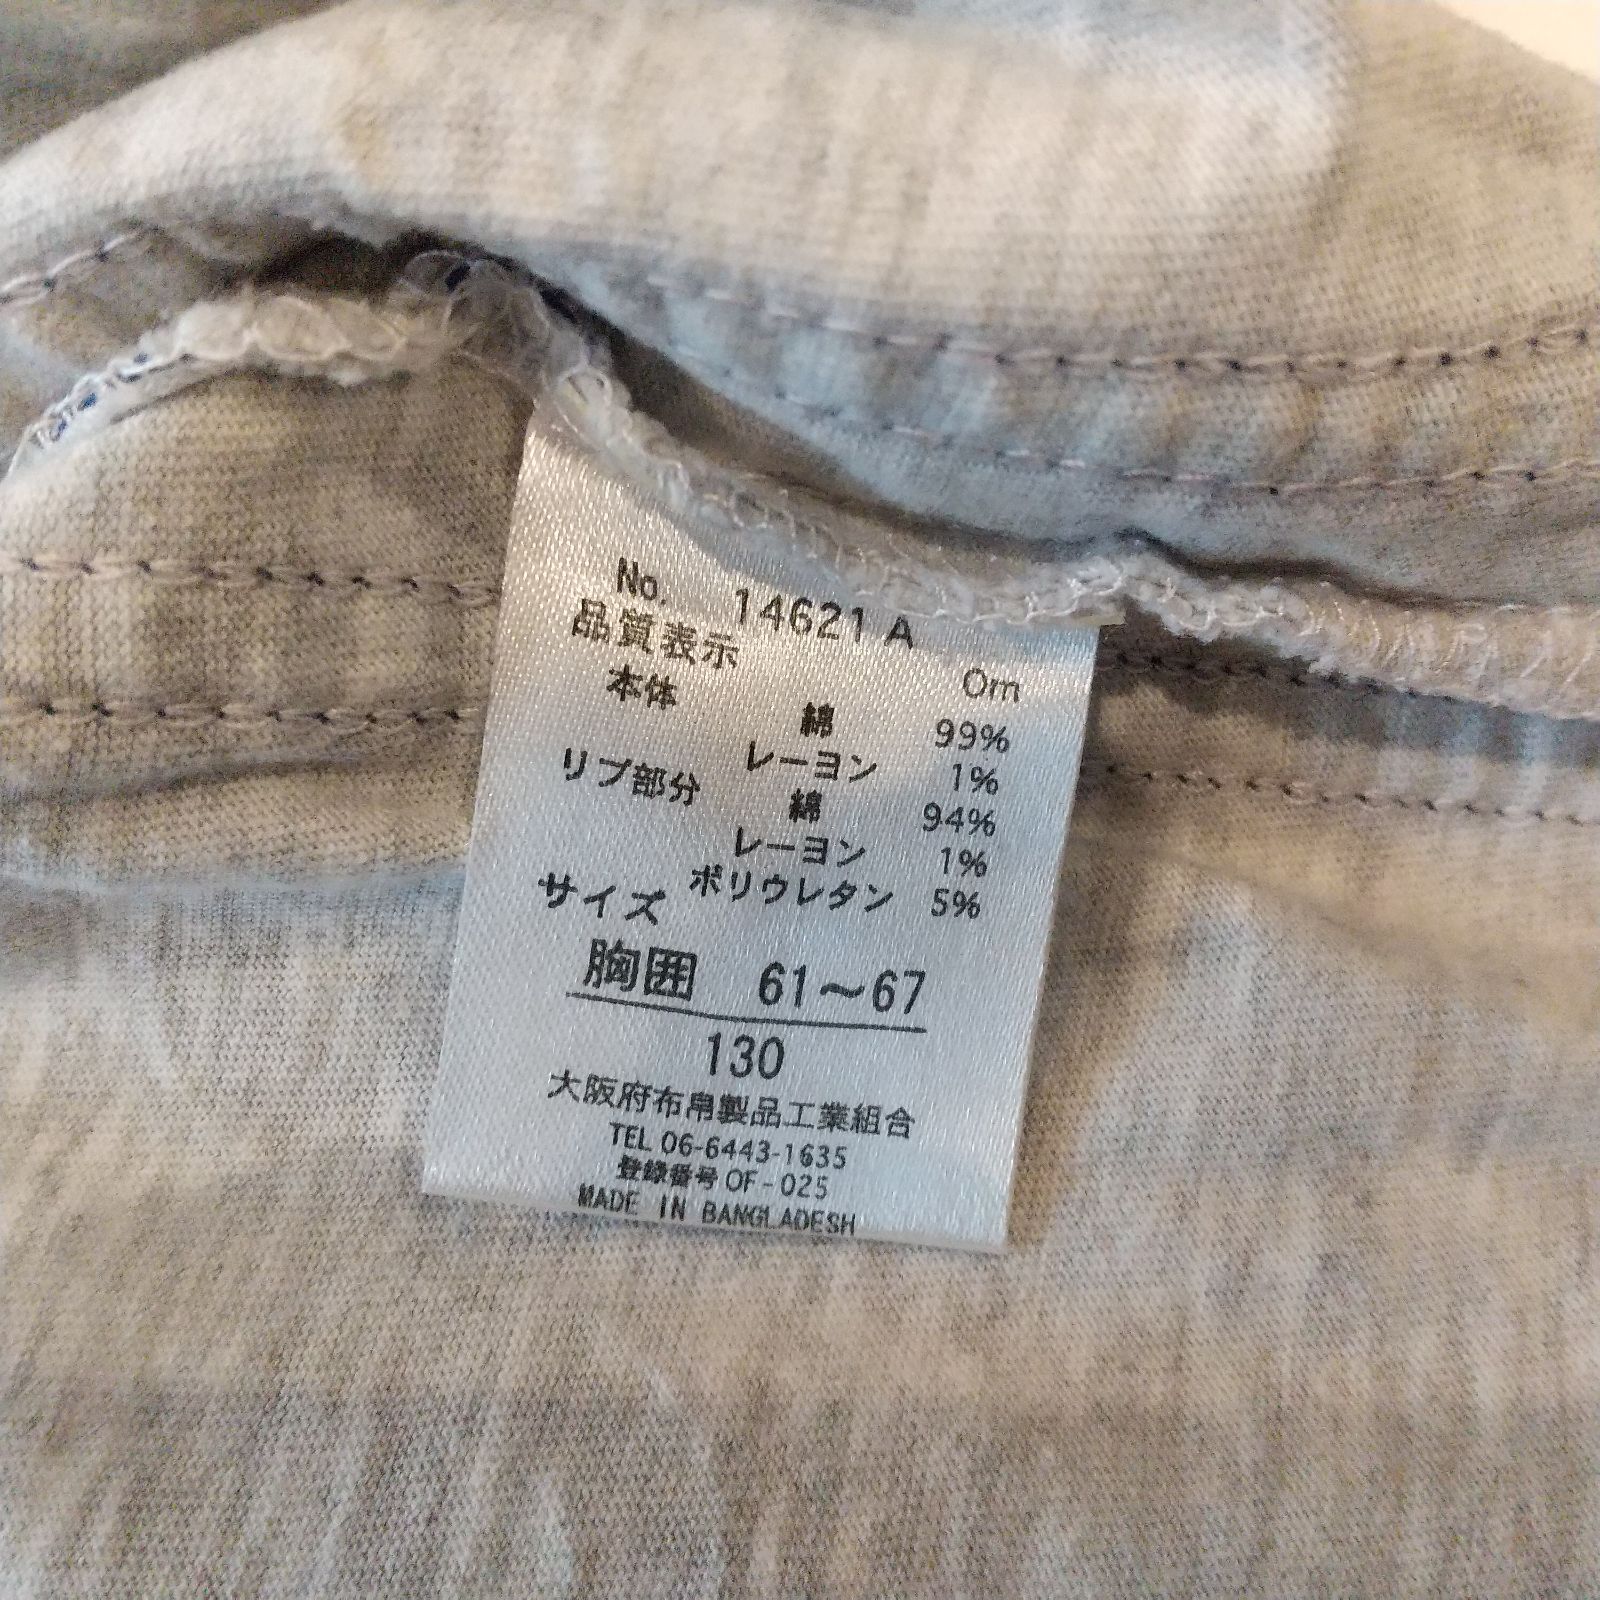 No. 14621 A
品質表示 Om
本体 綿 99%
レーヨン 1%
リブ部分 綿 94%
レーヨン 1%
ポリウレタン 5%
サイズ
胸囲 61～67
130
大阪府布帛製品工業組合
TEL 06-6443-1635
登録番号 OF-025
MADE IN BANGLADESH